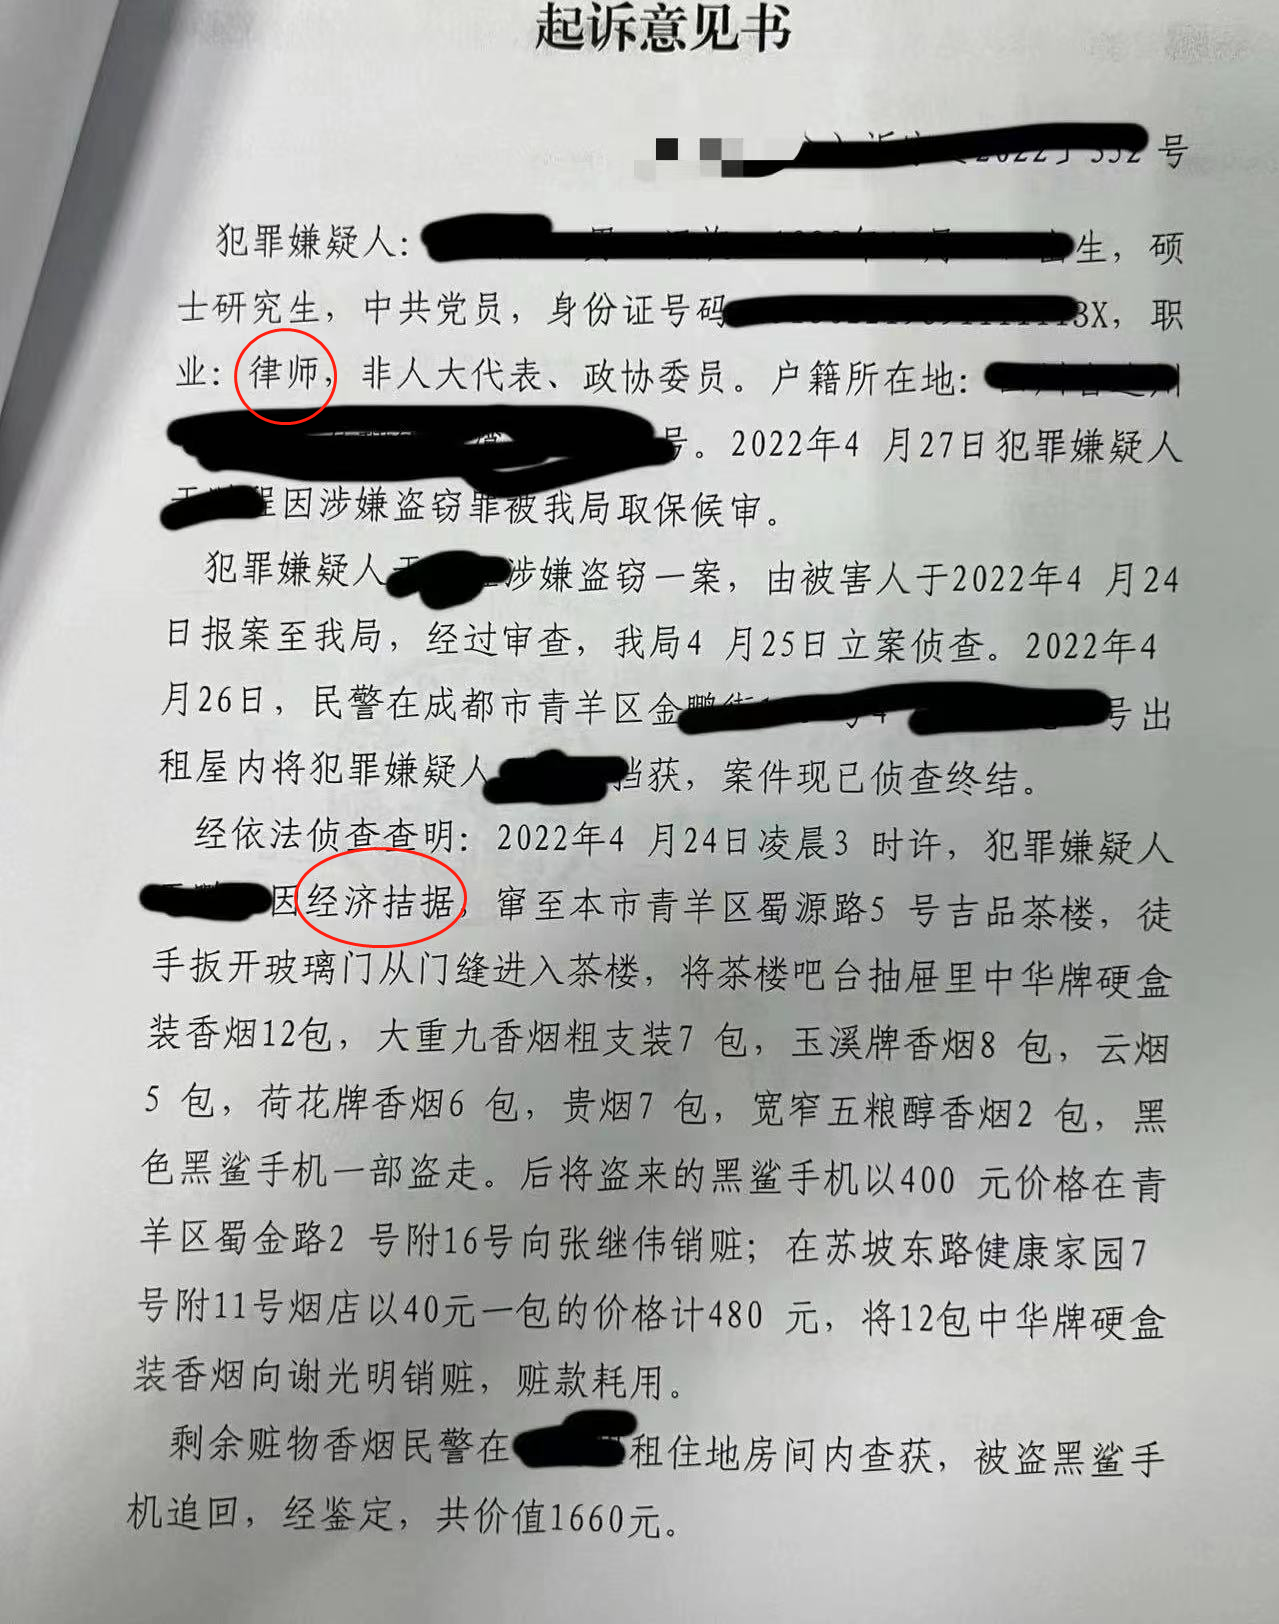 起诉意见书
号
犯罪嫌疑人：生，硕
士研究生，中共党员，身份证号码3X，职
业：律师，非人大代表、政协委员。户籍所在地：
号。2022年4 月27日犯罪嫌疑人
因涉嫌盗窃罪被我局取保候审。
犯罪嫌疑人涉嫌盗窃一案，由被害人于2022年4 月24
日报案至我局，经过审查，我局4 月25日立案侦查。2022年4
月26日，民警在成都市青羊区金号出
租屋内将犯罪嫌疑人挡获，案件现已侦查终结。
经依法侦查查明：2022年4 月24日凌晨3 时许，犯罪嫌疑人
因经济拮据，窜至本市青羊区蜀源路5 号吉品茶楼，徒
手扳开玻璃门从门缝进入茶楼，将茶楼吧台抽屉里中华牌硬盒
装香烟12包，大重九香烟粗支装7 包，玉溪牌香烟8 包，云烟
5 包，荷花牌香烟6 包，贵烟7 包，宽窄五粮醇香烟2 包，黑
色黑鲨手机一部盗走。后将盗来的黑鲨手机以400 元价格在青
羊区蜀金路2 号附16号向张继伟销赃；在苏坡东路健康家园7
号附11号烟店以40元一包的价格计480 元，将12包中华牌硬盒
装香烟向谢光明销赃，赃款耗用。
剩余赃物香烟民警在租住地房间内查获，被盗黑鲨手
机追回，经鉴定，共价值1660元。